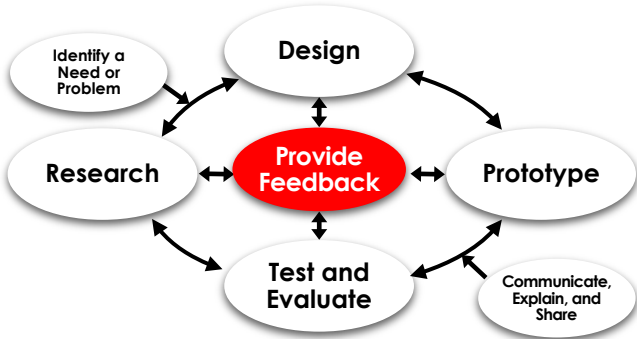 Design
Identify a
Need or
Problem
Research
Provide
Feedback
Prototype
Test and
Evaluate
Communicate,
Explain, and
Share